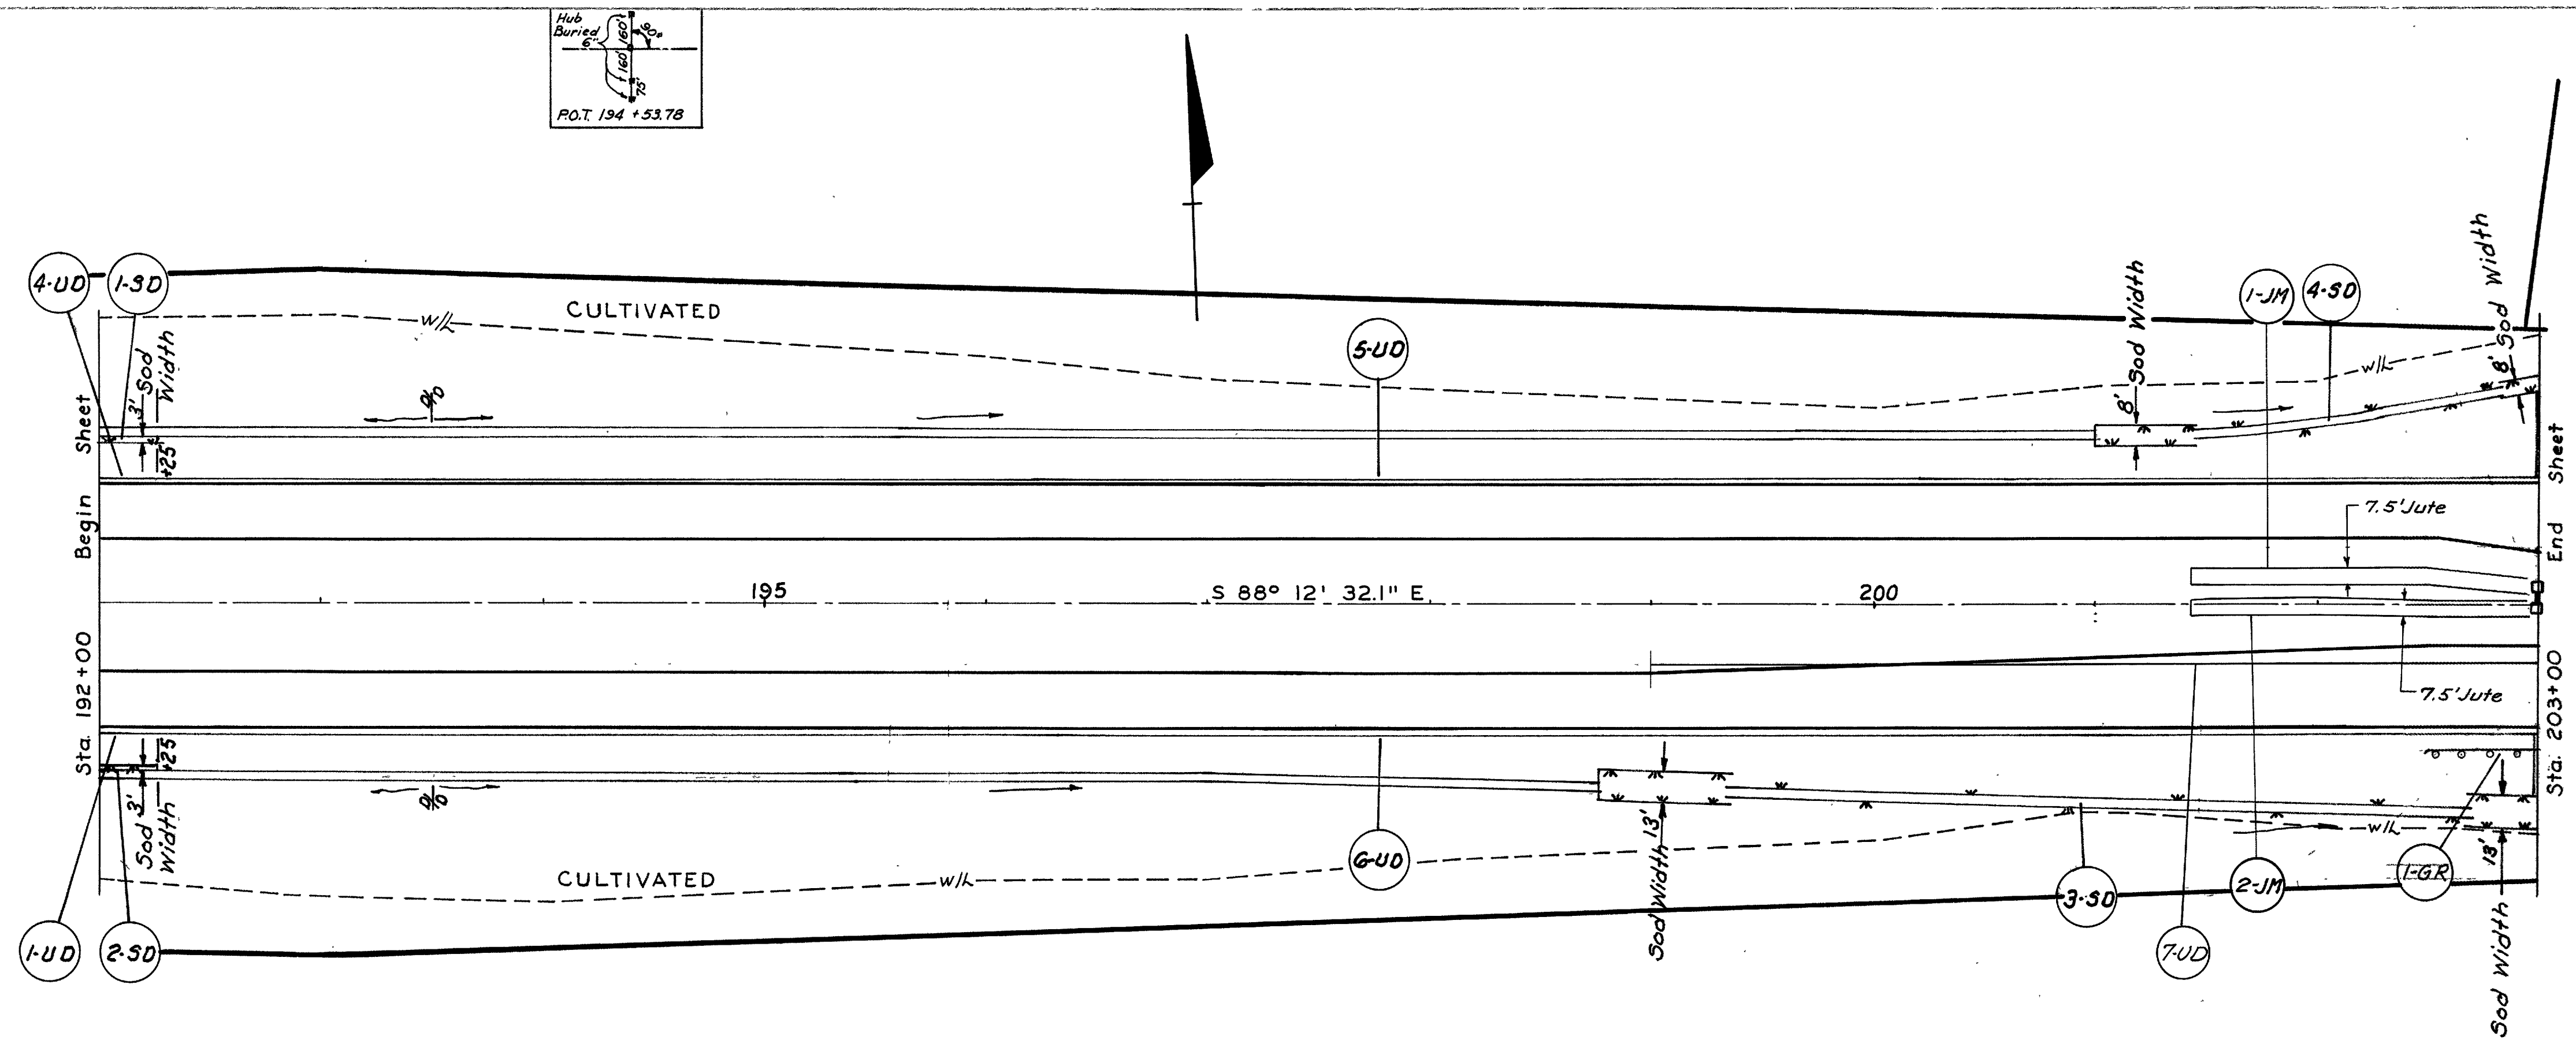 Hub
Buried
6"
160'
160'
90°
75'
P.O.T. 194 +53.78
4-UD
1-SD
CULTIVATED
W/L
5-UD
8' Sod Width
1-JM
4-SD
8' Sod Width
W/L
3' Sod
Width
+25
%
7.5' Jute
195
S 88° 12' 32.1" E
200
Sta. 192+00 Begin Sheet
Sta. 203+00 End Sheet
7.5' Jute
+25
Sod 3'
Width
%
Sod Width 13'
W/L
CULTIVATED
W/L
6-UD
3-SD
2-JM
1-GR
Sod Width 13'
1-UD
2-SD
7-UD